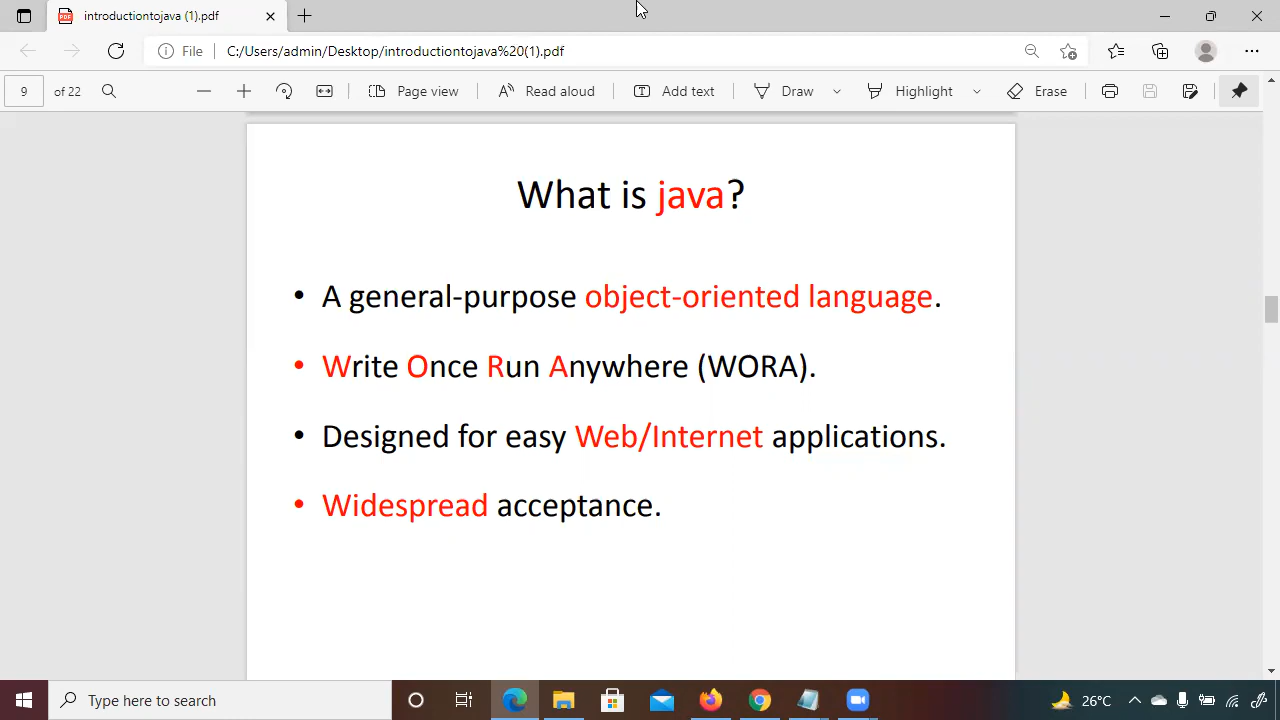 introductiontojava (1).pdf
File C:/Users/admin/Desktop/introductiontojava%20(1).pdf
9 of 22 Page view Read aloud Add text Draw Highlight Erase
What is java?
• A general-purpose object-oriented language.
• Write Once Run Anywhere (WORA).
• Designed for easy Web/Internet applications.
• Widespread acceptance.
Type here to search 26°C